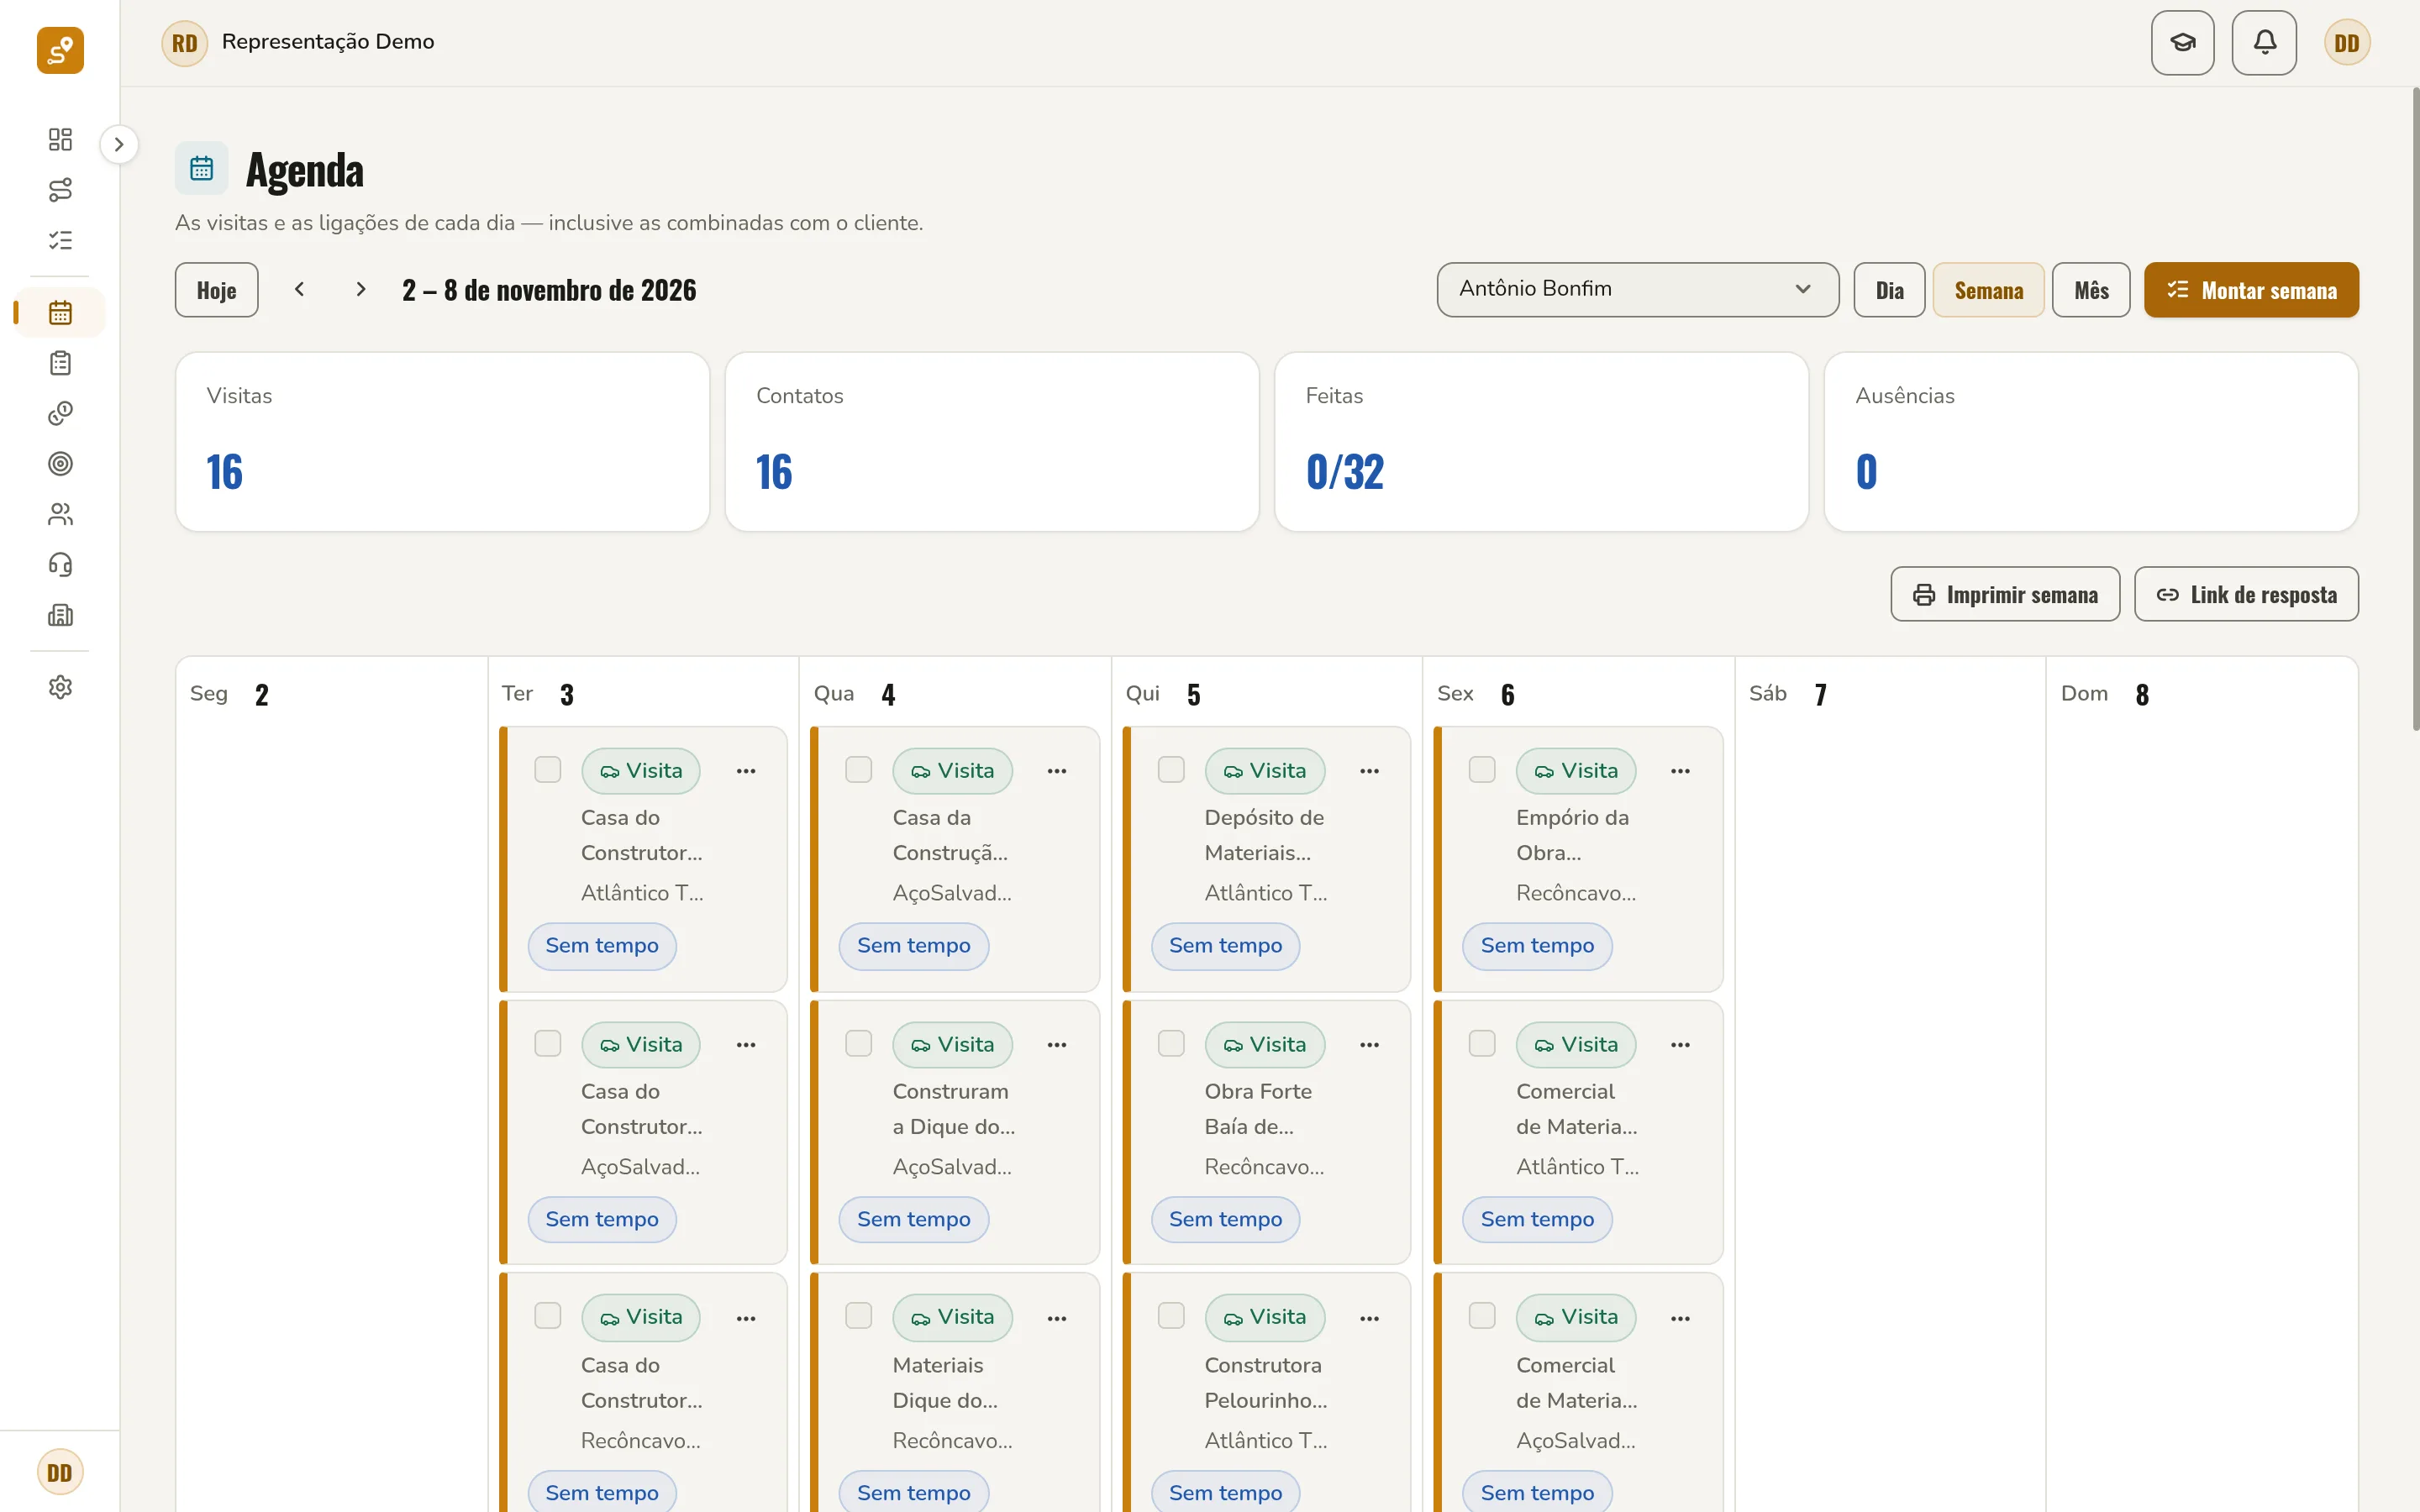 RD Representação Demo DD
Agenda
As visitas e as ligações de cada dia — inclusive as combinadas com o cliente.
Hoje 2 – 8 de novembro de 2026 Antônio Bonfim Dia Semana Mês Montar semana
Visitas Contatos Feitas Ausências
16 16 0/32 0
Imprimir semana Link de resposta
Seg 2 Ter 3 Qua 4 Qui 5 Sex 6 Sáb 7 Dom 8
Visita Visita Visita Visita
Casa do Casa da Depósito de Empório da
Construtor... Construçã... Materiais... Obra...
Atlântico T... AçoSalvad... Atlântico T... Recôncavo...
Sem tempo Sem tempo Sem tempo Sem tempo
Visita Visita Visita Visita
Casa do Construram Obra Forte Comercial
Construtor... a Dique do... Baía de... de Materia...
AçoSalvad... AçoSalvad... Recôncavo... Atlântico T...
Sem tempo Sem tempo Sem tempo Sem tempo
Visita Visita Visita Visita
Casa do Materiais Construtora Comercial
Construtor... Dique do... Pelourinho... de Materia...
Recôncavo... Recôncavo... Atlântico T... AçoSalvad...
Sem tempo Sem tempo Sem tempo Sem tempo
DD